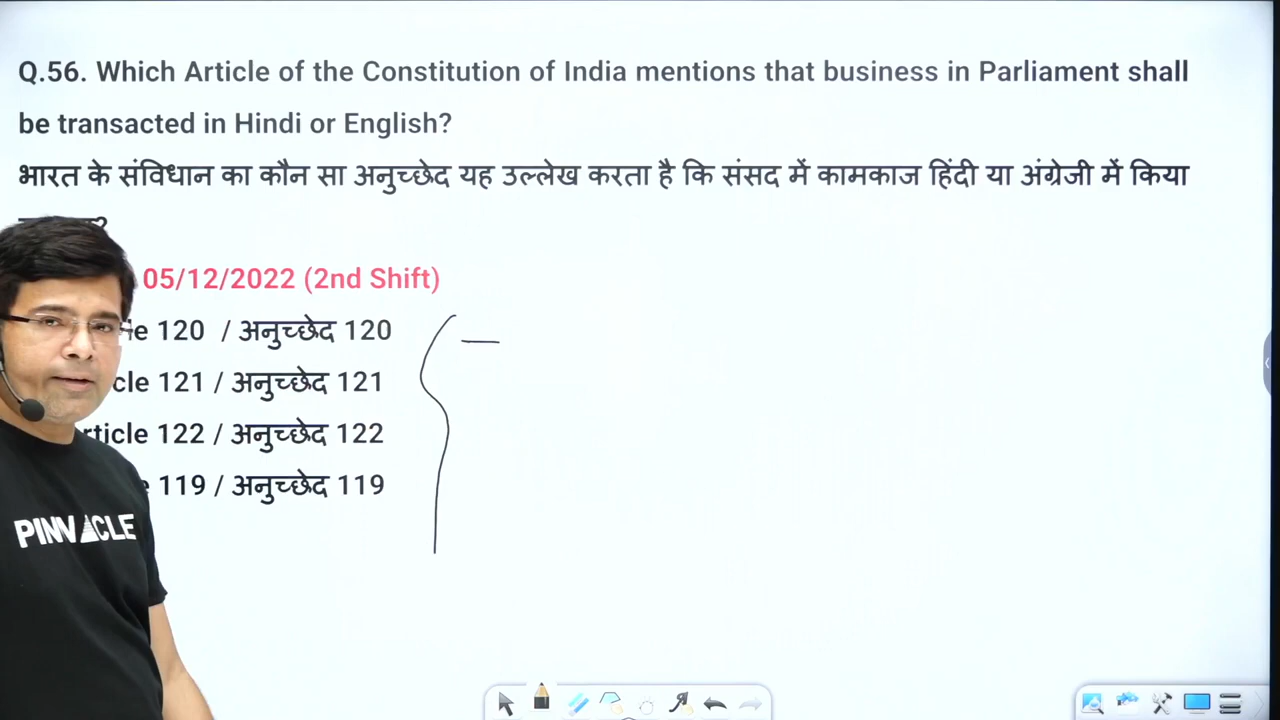 Q.56. Which Article of the Constitution of India mentions that business in Parliament shall
be transacted in Hindi or English?
भारत के संविधान का कौन सा अनुच्छेद यह उल्लेख करता है कि संसद में कामकाज हिंदी या अंग्रेजी में किया
05/12/2022 (2nd Shift)
120 / अनुच्छेद 120
121 / अनुच्छेद 121
122 / अनुच्छेद 122
119 / अनुच्छेद 119
PINNACLE